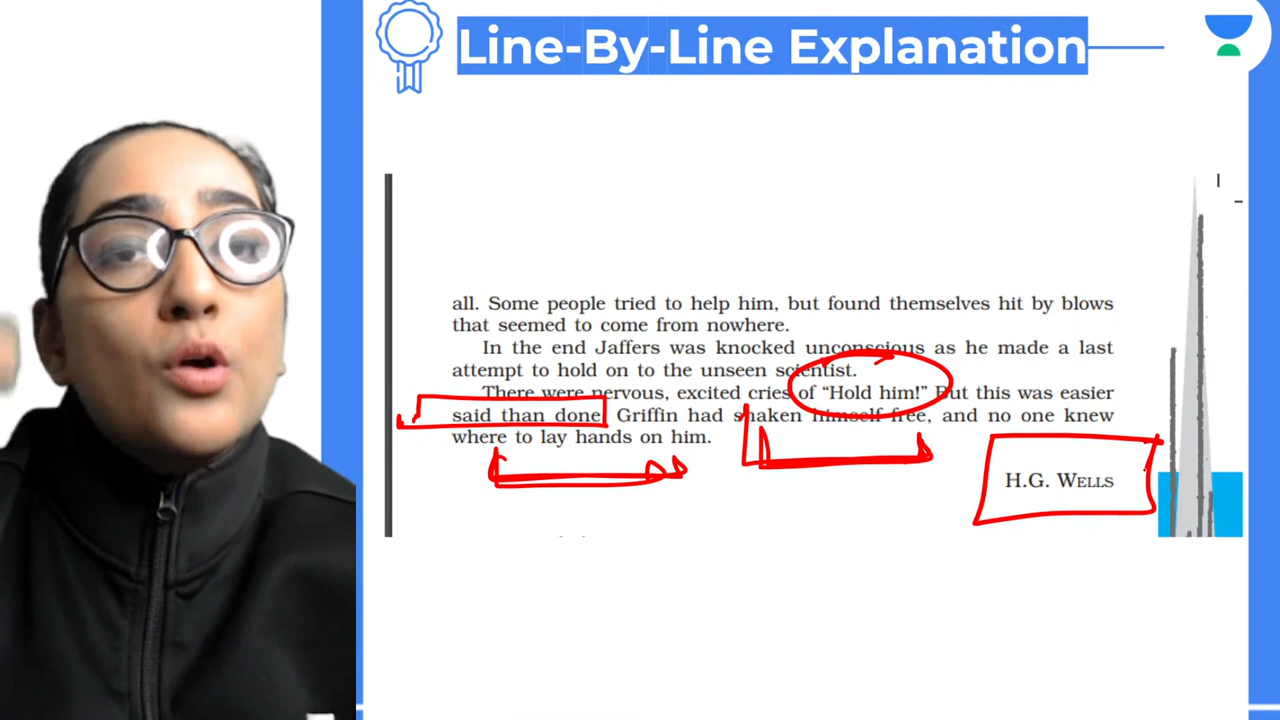 Line-By-Line Explanation
all. Some people tried to help him, but found themselves hit by blows
that seemed to come from nowhere.
In the end Jaffers was knocked unconscious as he made a last
attempt to hold on to the unseen scientist.
There were nervous, excited cries of “Hold him!” But this was easier
said than done. Griffin had shaken himself free, and no one knew
where to lay hands on him.
H.G. WELLS